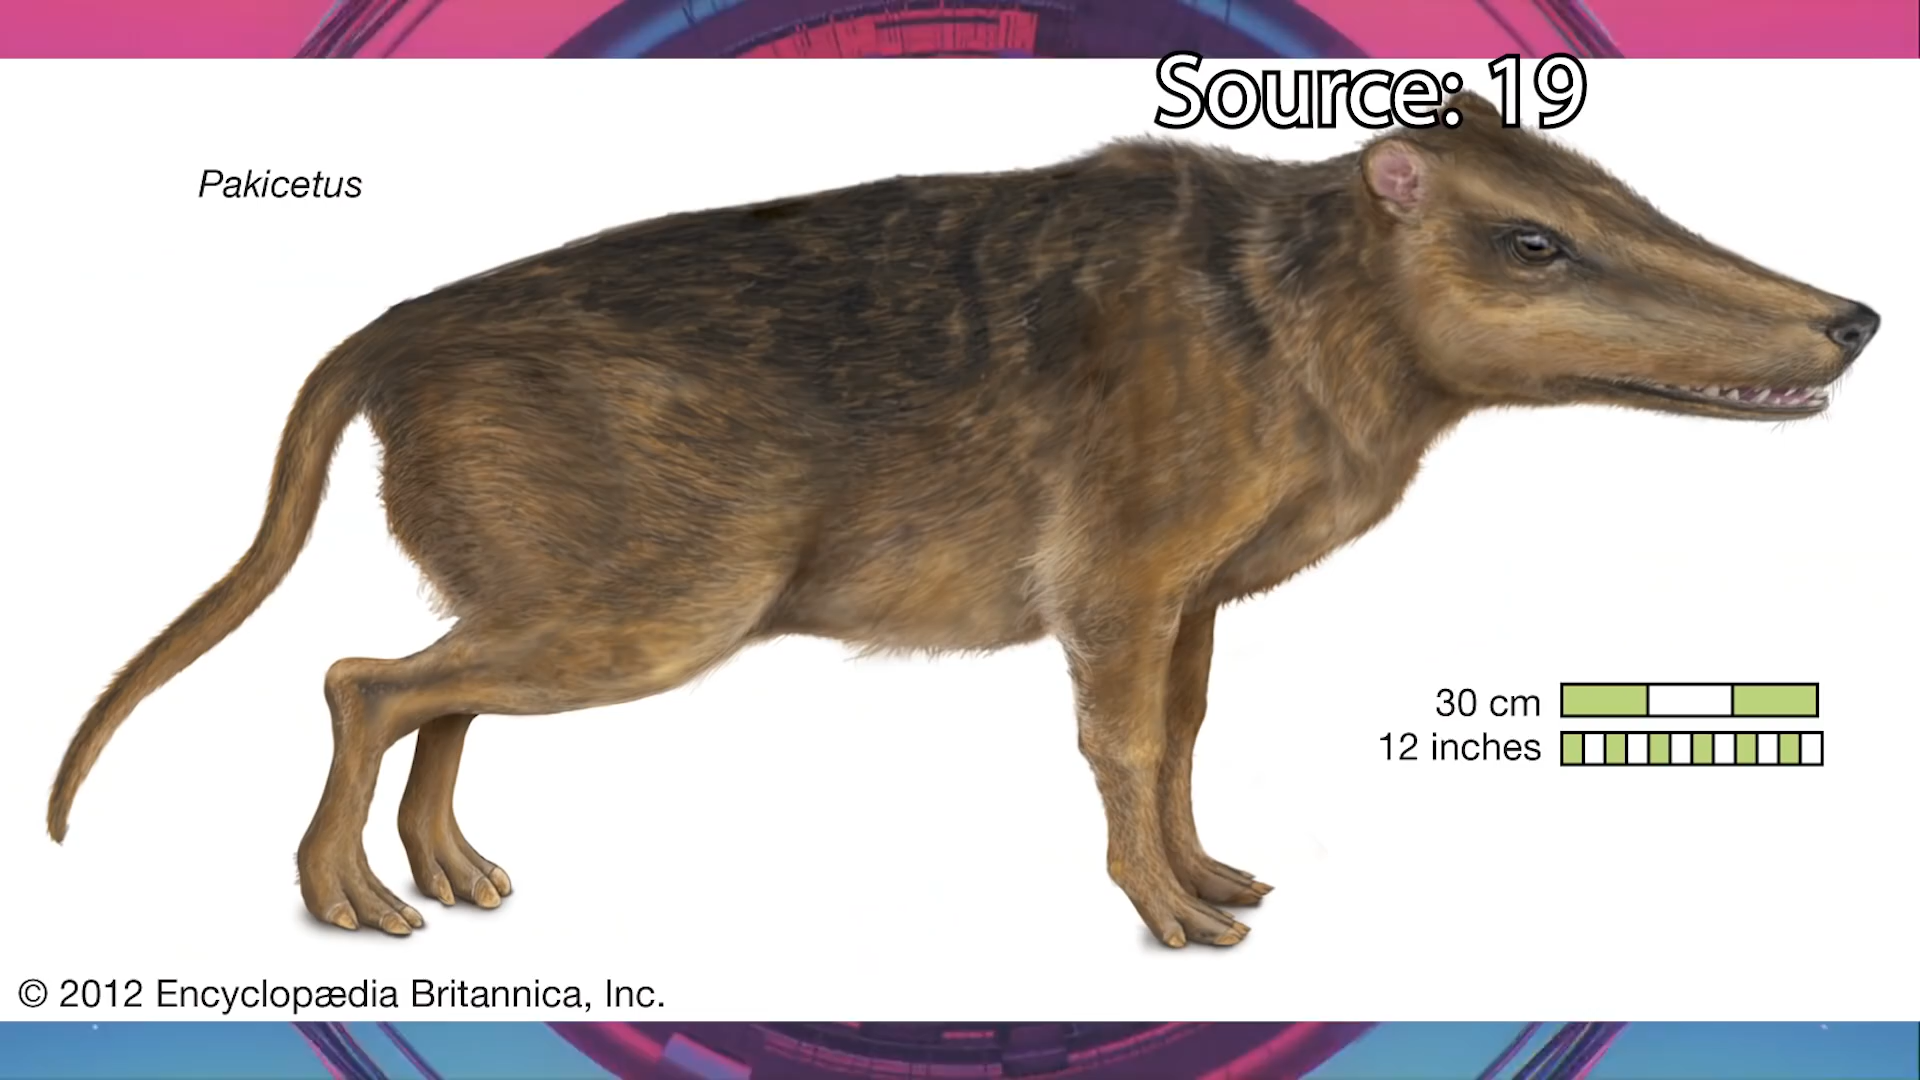 Source: 19
Pakicetus
30 cm
12 inches
© 2012 Encyclopædia Britannica, Inc.